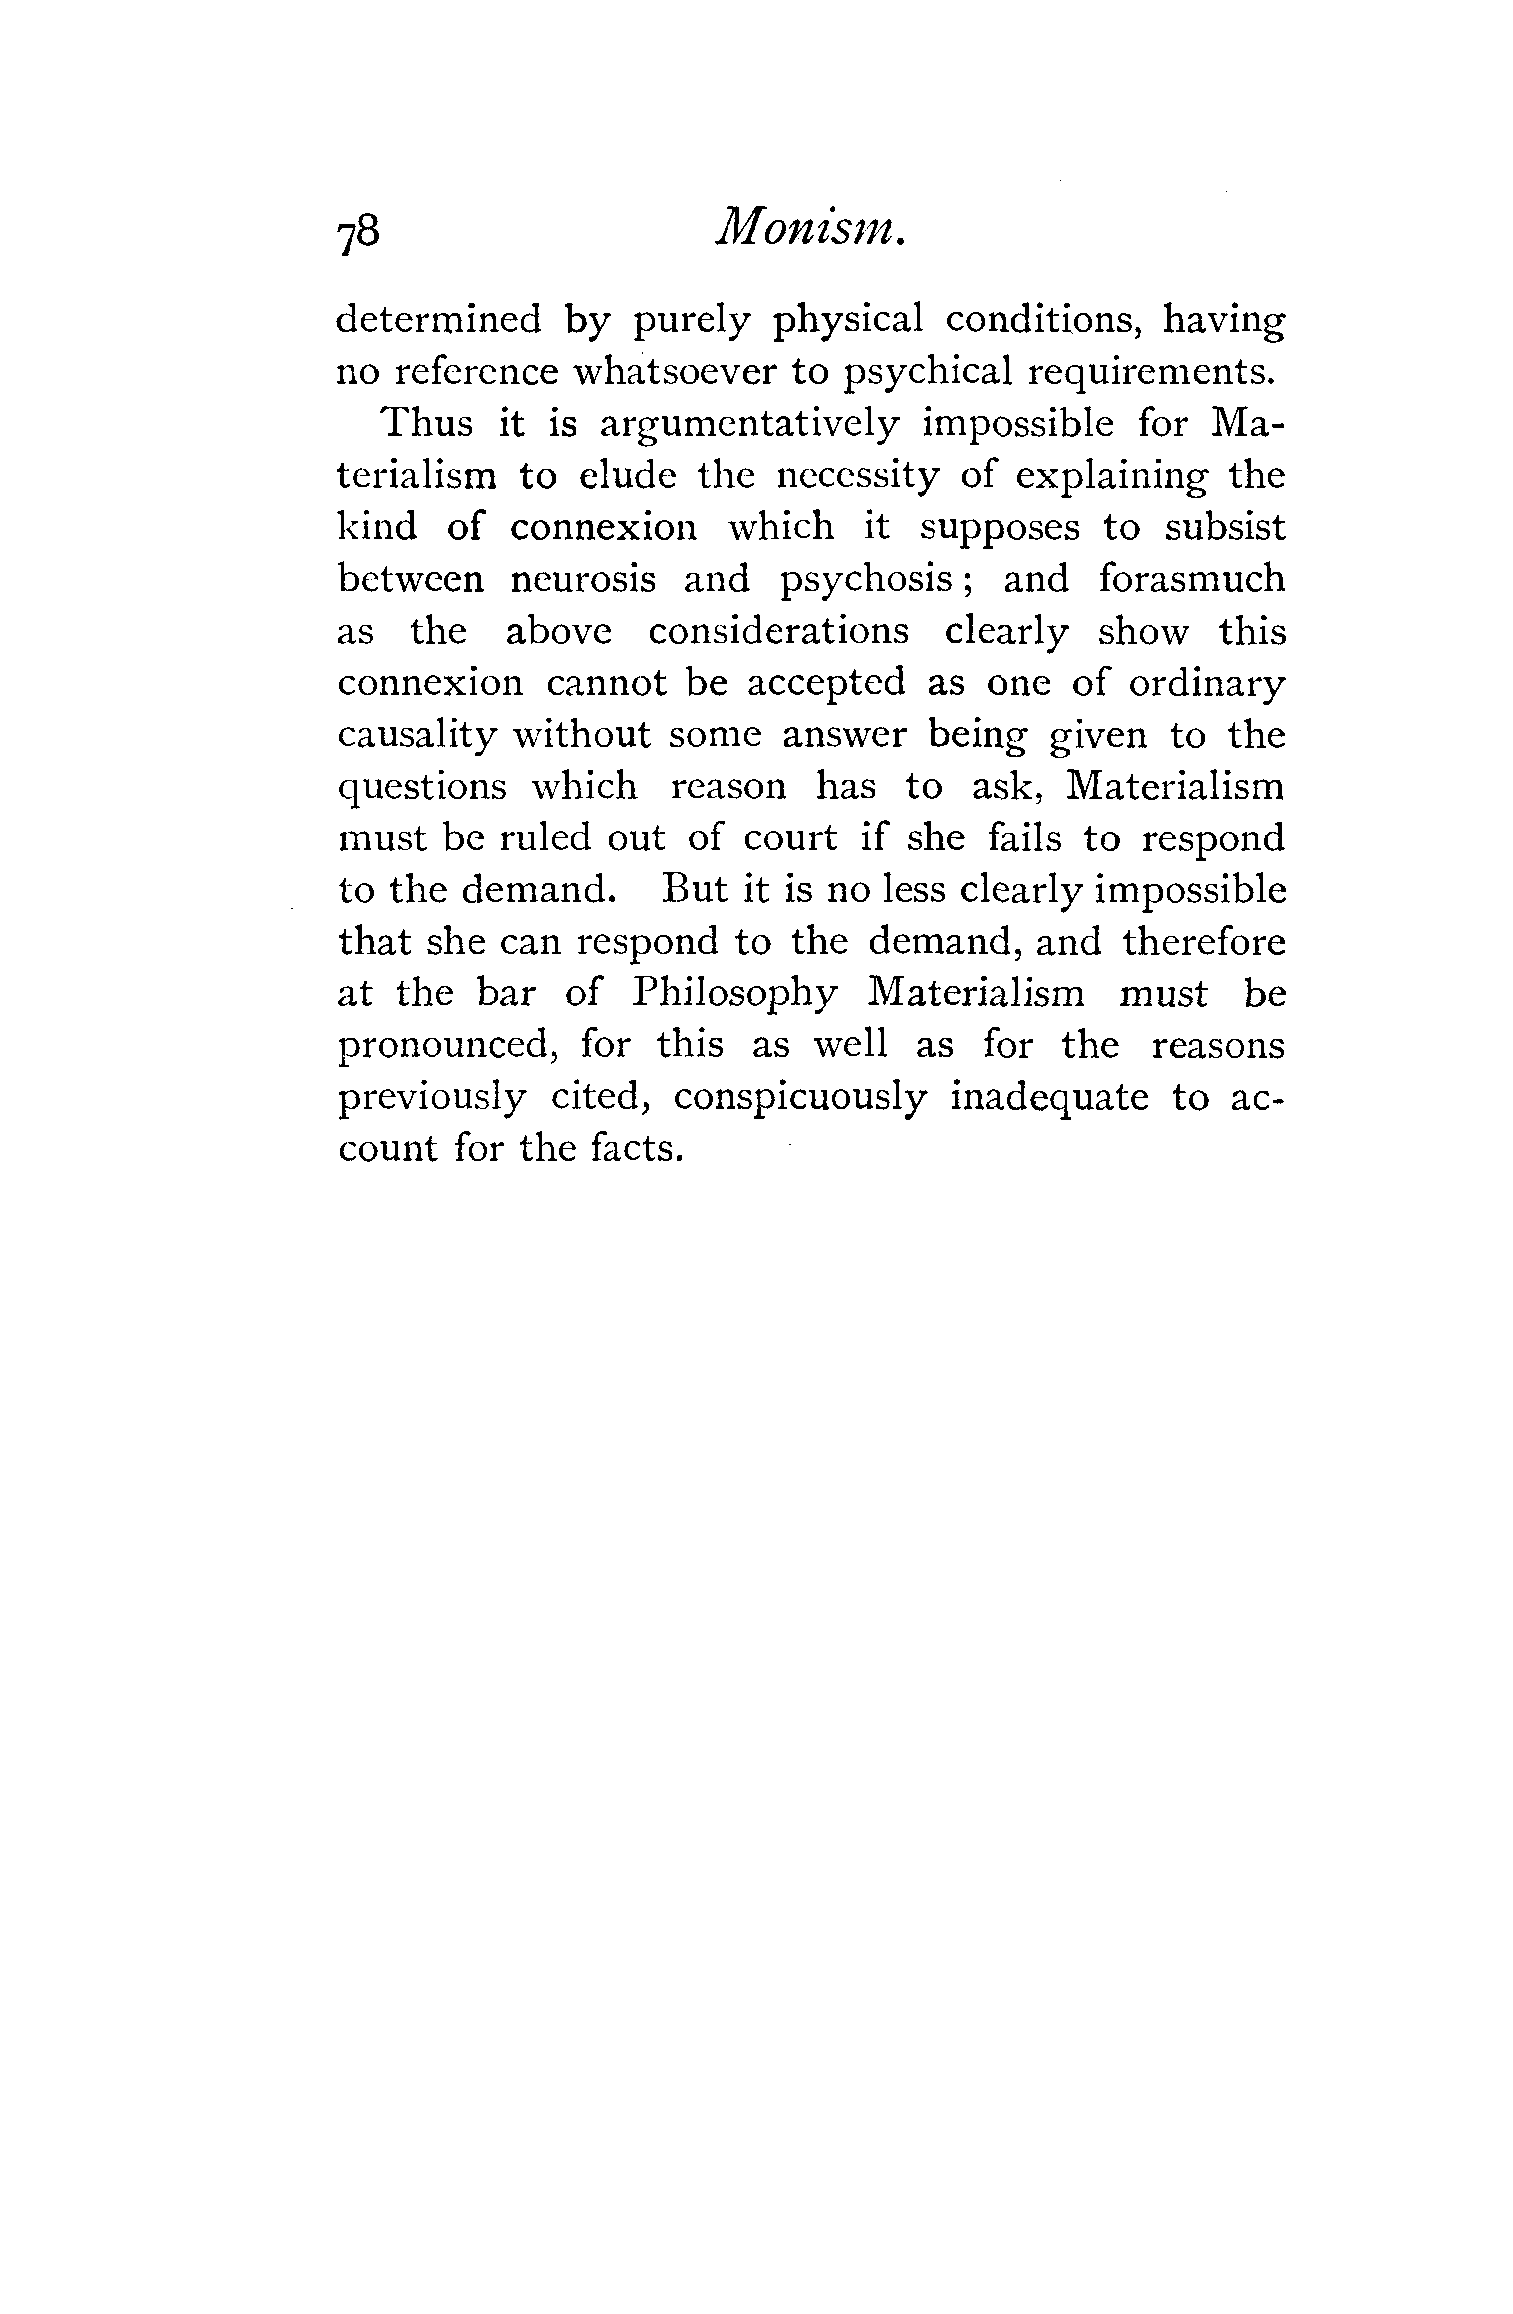 78 Monism.
determined by purely physical conditions, having
no reference whatsoever to psychical requirements.
Thus it is argumentatively impossible for Ma-
terialism to elude the necessity of explaining the
kind of connexion which it supposes to subsist
between neurosis and psychosis; and forasmuch
as the above considerations clearly show this
connexion cannot be accepted as one of ordinary
causality without some answer being given to the
questions which reason has to ask, Materialism
must be ruled out of court if she fails to respond
to the demand. But it is no less clearly impossible
that she can respond to the demand, and therefore
at the bar of Philosophy Materialism must be
pronounced, for this as well as for the reasons
previously cited, conspicuously inadequate to ac-
count for the facts.